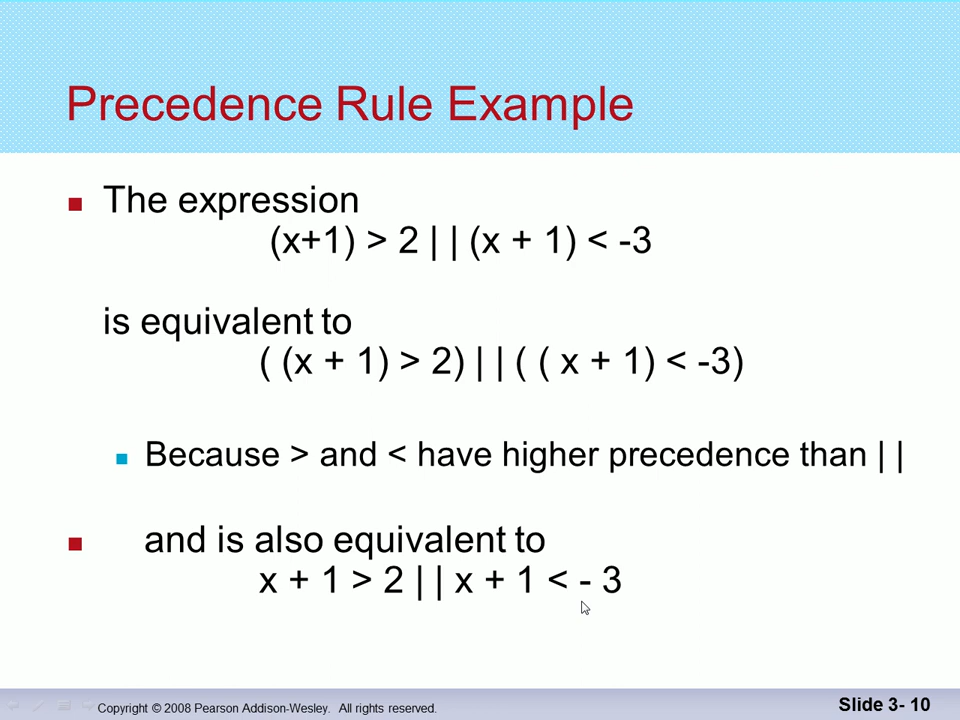 Precedence Rule Example
The expression
(x+1) > 2 | | (x + 1) < -3
is equivalent to
( (x + 1) > 2) | | ( ( x + 1) < -3)
Because > and < have higher precedence than | |
and is also equivalent to
x + 1 > 2 | | x + 1 < - 3
Copyright © 2008 Pearson Addison-Wesley. All rights reserved.
Slide 3- 10